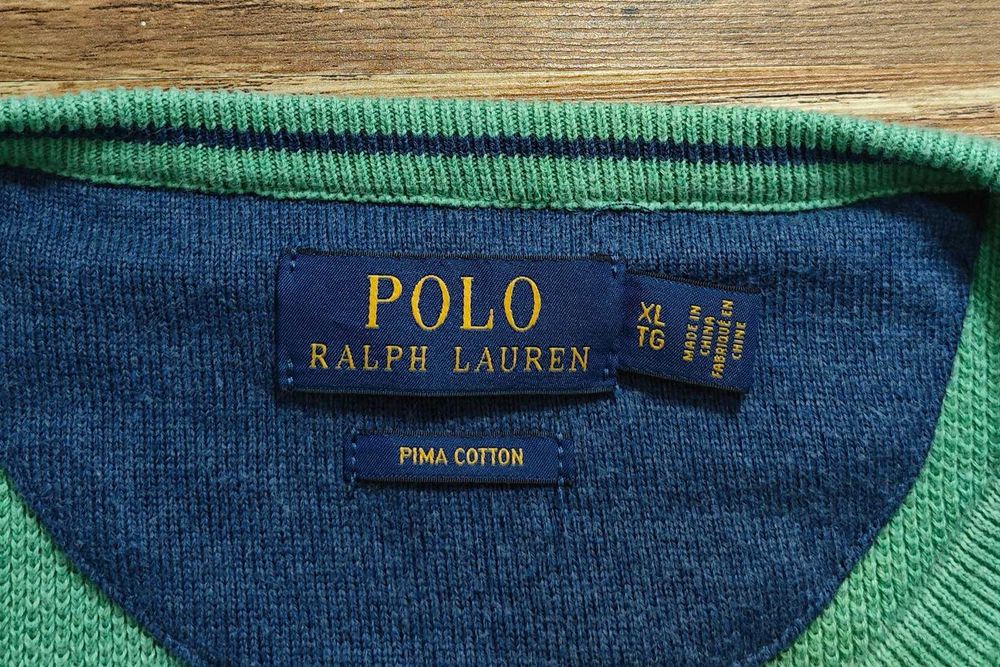 POLO
RALPH LAUREN
XL
TG
MADE IN
CHINA
FABRIQUÉ EN
CHINE
PIMA COTTON